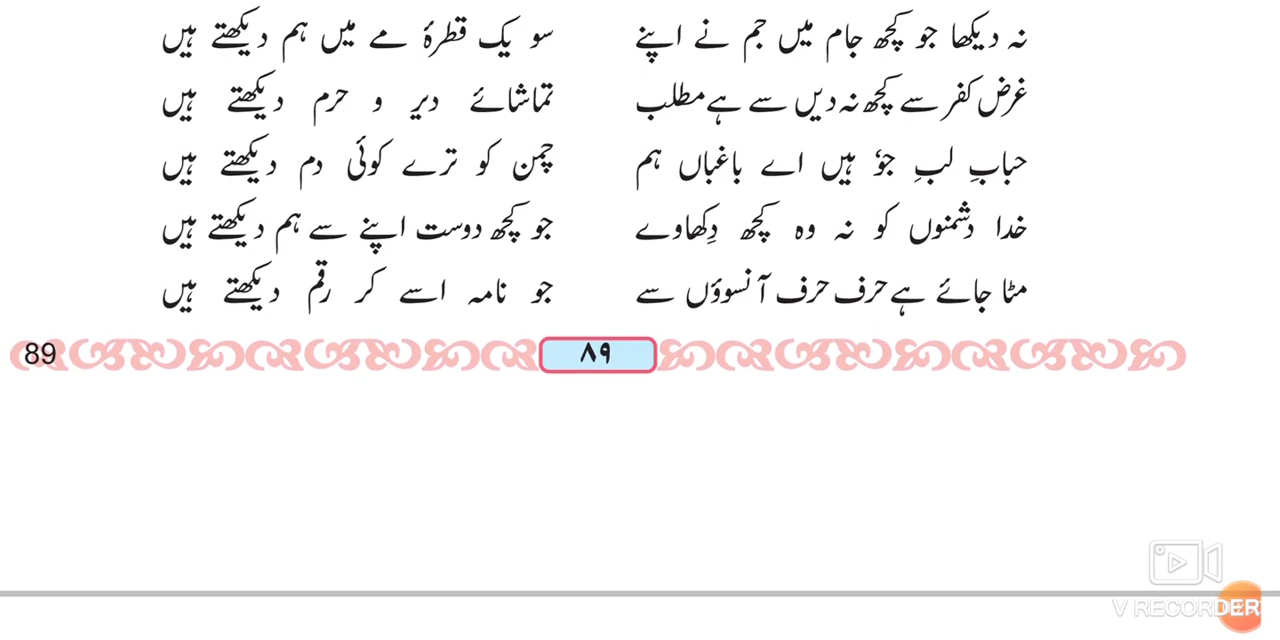 نہ دیکھا جو کچھ جام میں جم نے اپنے سو یک قطرۂ مے میں ہم دیکھتے ہیں
غرض کفر سے کچھ نہ دیں سے ہے مطلب تماشائے دیر و حرم دیکھتے ہیں
حبابِ لبِ جوٗ ہیں اے باغباں ہم چمن کو ترے کوئی دم دیکھتے ہیں
خدا دشمنوں کو نہ وہ کچھ دِکھاوے جو کچھ دوست اپنے سے ہم دیکھتے ہیں
مٹا جائے ہے حرف حرف آنسوؤں سے جو نامہ اسے کر رقم دیکھتے ہیں
89
۸۹
V RECORDER